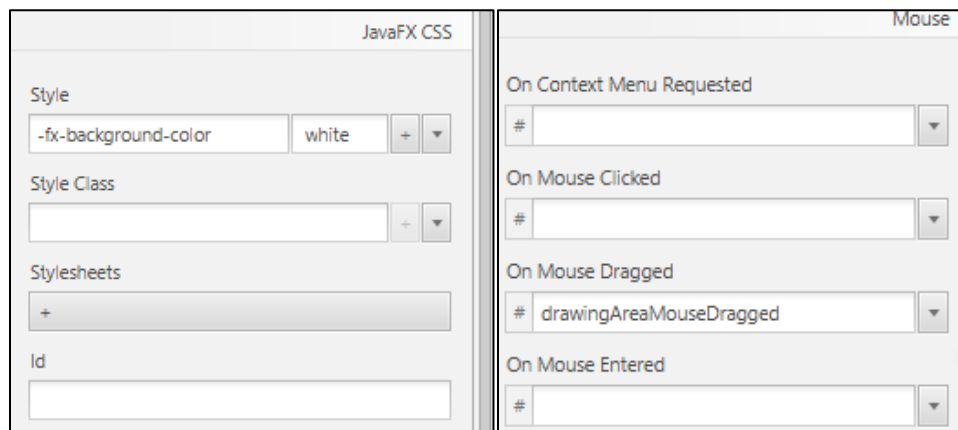 JavaFX CSS
Style
-fx-background-color white + ▼
Style Class
+ ▼
Stylesheets
+
Id
Mouse
On Context Menu Requested
#
On Mouse Clicked
#
On Mouse Dragged
# drawingAreaMouseDragged
On Mouse Entered
#